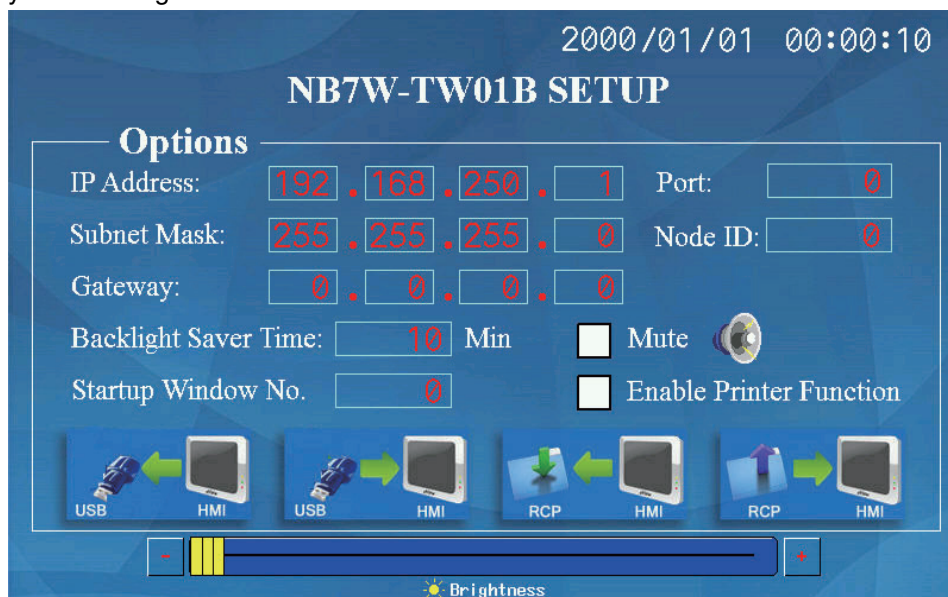 2000/01/01 00:00:10
NB7W-TW01B SETUP
Options
IP Address: 192 . 168 . 250 . 1 Port: 0
Subnet Mask: 255 . 255 . 255 . 0 Node ID: 0
Gateway: 0 . 0 . 0 . 0
Backlight Saver Time: 10 Min Mute
Startup Window No. 0 Enable Printer Function
USB HMI USB HMI RCP HMI RCP HMI
- +
Brightness